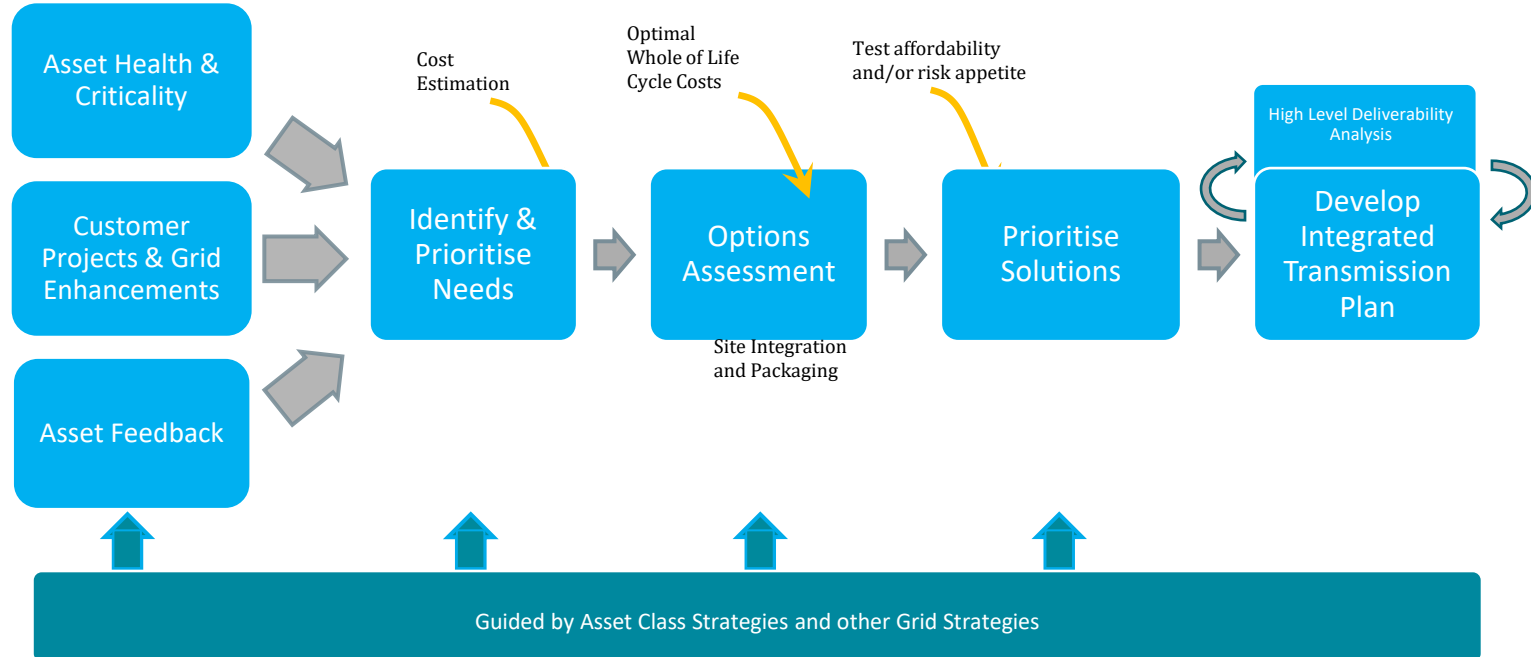 Asset Health &
Criticality
Customer
Projects & Grid
Enhancements
Asset Feedback
Cost
Estimation
Identify &
Prioritise
Needs
Optimal
Whole of Life
Cycle Costs
Options
Assessment
Site Integration
and Packaging
Test affordability
and/or risk appetite
Prioritise
Solutions
High Level Deliverability
Analysis
Develop
Integrated
Transmission
Plan
Guided by Asset Class Strategies and other Grid Strategies